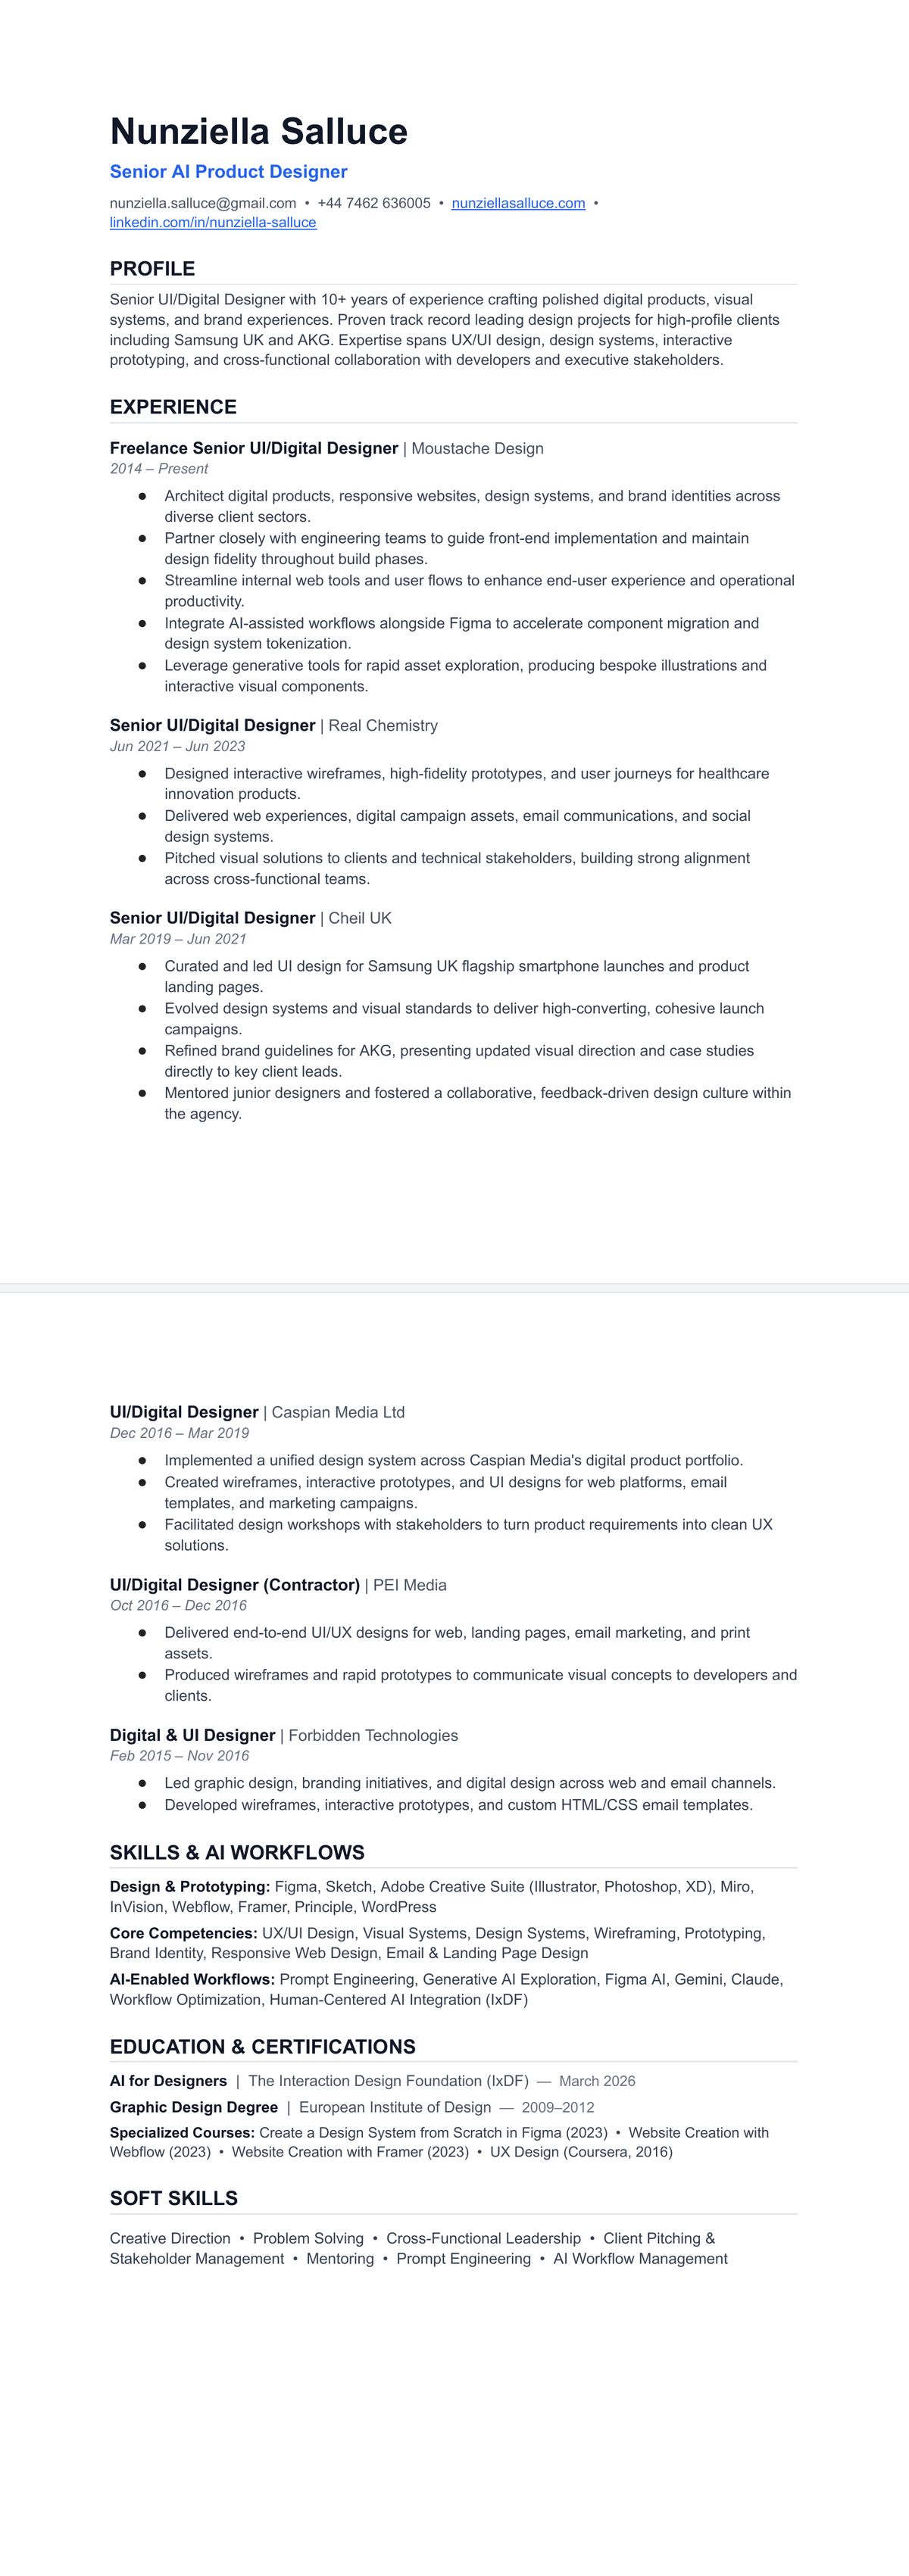 Nunziella Salluce
Senior AI Product Designer
nunziella.salluce@gmail.com • +44 7462 636005 • nunziellasalluce.com •
linkedin.com/in/nunziella-salluce
PROFILE
Senior UI/Digital Designer with 10+ years of experience crafting polished digital products, visual
systems, and brand experiences. Proven track record leading design projects for high-profile clients
including Samsung UK and AKG. Expertise spans UX/UI design, design systems, interactive
prototyping, and cross-functional collaboration with developers and executive stakeholders.
EXPERIENCE
Freelance Senior UI/Digital Designer | Moustache Design
2014 – Present
● Architect digital products, responsive websites, design systems, and brand identities across
diverse client sectors.
● Partner closely with engineering teams to guide front-end implementation and maintain
design fidelity throughout build phases.
● Streamline internal web tools and user flows to enhance end-user experience and operational
productivity.
● Integrate AI-assisted workflows alongside Figma to accelerate component migration and
design system tokenization.
● Leverage generative tools for rapid asset exploration, producing bespoke illustrations and
interactive visual components.
Senior UI/Digital Designer | Real Chemistry
Jun 2021 – Jun 2023
● Designed interactive wireframes, high-fidelity prototypes, and user journeys for healthcare
innovation products.
● Delivered web experiences, digital campaign assets, email communications, and social
design systems.
● Pitched visual solutions to clients and technical stakeholders, building strong alignment
across cross-functional teams.
Senior UI/Digital Designer | Cheil UK
Mar 2019 – Jun 2021
● Curated and led UI design for Samsung UK flagship smartphone launches and product
landing pages.
● Evolved design systems and visual standards to deliver high-converting, cohesive launch
campaigns.
● Refined brand guidelines for AKG, presenting updated visual direction and case studies
directly to key client leads.
● Mentored junior designers and fostered a collaborative, feedback-driven design culture within
the agency.
UI/Digital Designer | Caspian Media Ltd
Dec 2016 – Mar 2019
● Implemented a unified design system across Caspian Media's digital product portfolio.
● Created wireframes, interactive prototypes, and UI designs for web platforms, email
templates, and marketing campaigns.
● Facilitated design workshops with stakeholders to turn product requirements into clean UX
solutions.
UI/Digital Designer (Contractor) | PEI Media
Oct 2016 – Dec 2016
● Delivered end-to-end UI/UX designs for web, landing pages, email marketing, and print
assets.
● Produced wireframes and rapid prototypes to communicate visual concepts to developers and
clients.
Digital & UI Designer | Forbidden Technologies
Feb 2015 – Nov 2016
● Led graphic design, branding initiatives, and digital design across web and email channels.
● Developed wireframes, interactive prototypes, and custom HTML/CSS email templates.
SKILLS & AI WORKFLOWS
Design & Prototyping: Figma, Sketch, Adobe Creative Suite (Illustrator, Photoshop, XD), Miro,
InVision, Webflow, Framer, Principle, WordPress
Core Competencies: UX/UI Design, Visual Systems, Design Systems, Wireframing, Prototyping,
Brand Identity, Responsive Web Design, Email & Landing Page Design
AI-Enabled Workflows: Prompt Engineering, Generative AI Exploration, Figma AI, Gemini, Claude,
Workflow Optimization, Human-Centered AI Integration (IxDF)
EDUCATION & CERTIFICATIONS
AI for Designers | The Interaction Design Foundation (IxDF) — March 2026
Graphic Design Degree | European Institute of Design — 2009–2012
Specialized Courses: Create a Design System from Scratch in Figma (2023) • Website Creation with
Webflow (2023) • Website Creation with Framer (2023) • UX Design (Coursera, 2016)
SOFT SKILLS
Creative Direction • Problem Solving • Cross-Functional Leadership • Client Pitching &
Stakeholder Management • Mentoring • Prompt Engineering • AI Workflow Management